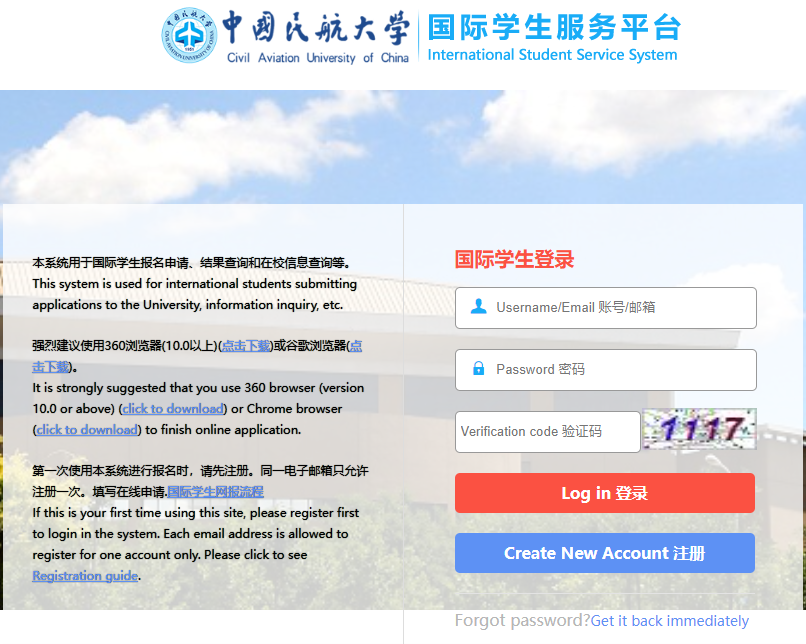 中国民航大学
Civil Aviation University of China
国际学生服务平台
International Student Service System
本系统用于国际学生报名申请、结果查询和在校信息查询等。
This system is used for international students submitting
applications to the University, information inquiry, etc.
强烈建议使用360浏览器(10.0以上)(点击下载)或谷歌浏览器(点
击下载)。
It is strongly suggested that you use 360 browser (version
10.0 or above) (click to download) or Chrome browser
(click to download) to finish online application.
第一次使用本系统进行报名时，请先注册。同一电子邮箱只允许
注册一次。填写在线申请.国际学生网报流程
If this is your first time using this site, please register first
to login in the system. Each email address is allowed to
register for one account only. Please click to see
Registration guide.
国际学生登录
Username/Email 账号/邮箱
Password 密码
Verification code 验证码
1117
Log in 登录
Create New Account 注册
Forgot password?Get it back immediately